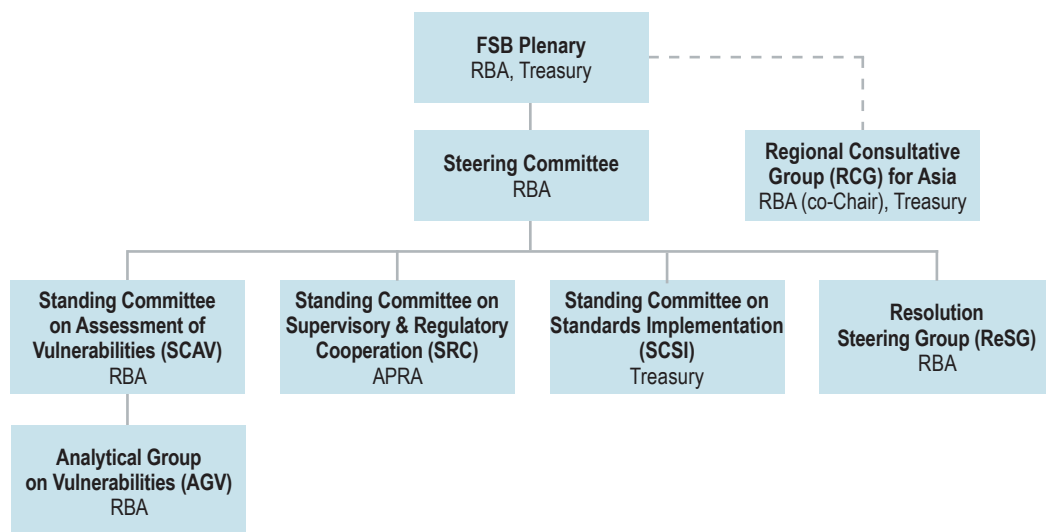 FSB Plenary
RBA, Treasury
Steering Committee
RBA
Regional Consultative
Group (RCG) for Asia
RBA (co-Chair), Treasury
Standing Committee
on Assessment of
Vulnerabilities (SCAV)
RBA
Standing Committee on
Supervisory & Regulatory
Cooperation (SRC)
APRA
Standing Committee on
Standards Implementation
(SCSI)
Treasury
Resolution
Steering Group (ReSG)
RBA
Analytical Group
on Vulnerabilities (AGV)
RBA